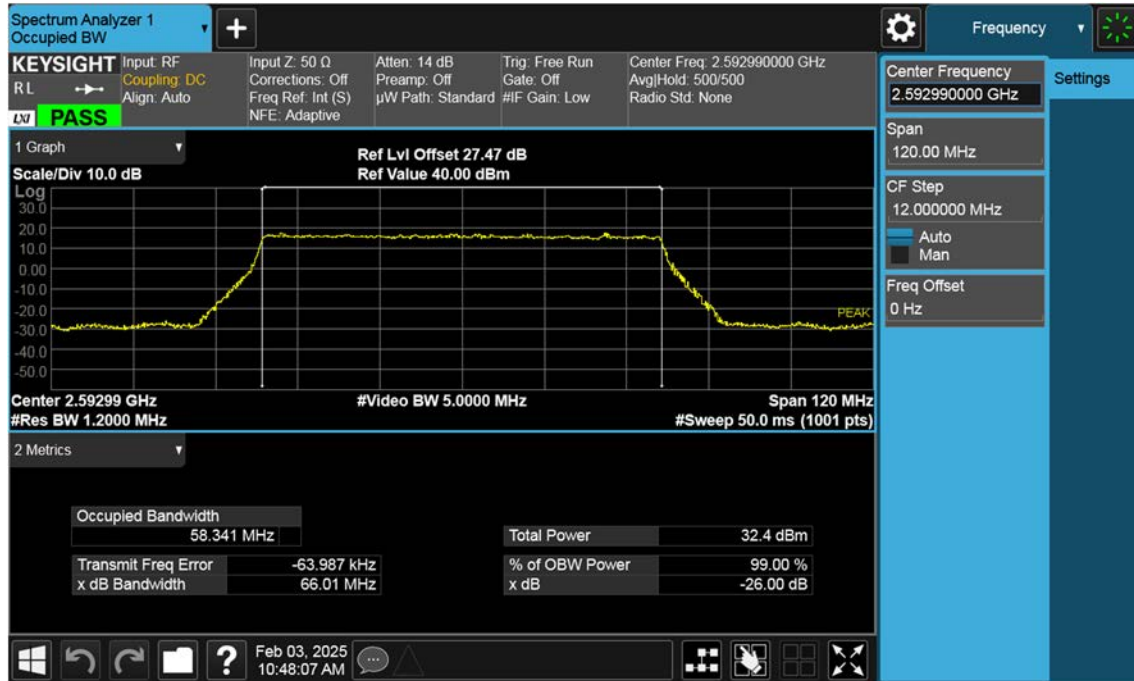 Spectrum Analyzer 1
Occupied BW
+
Frequency
KEYSIGHT
R L
LXI PASS
Input: RF
Coupling: DC
Align: Auto
Input Z: 50 Ω
Corrections: Off
Freq Ref: Int (S)
NFE: Adaptive
Atten: 14 dB
Preamp: Off
µW Path: Standard
Trig: Free Run
Gate: Off
#IF Gain: Low
Center Freq: 2.592990000 GHz
Avg|Hold: 500/500
Radio Std: None
Center Frequency
2.592990000 GHz
Settings
Span
120.00 MHz
CF Step
12.000000 MHz
Auto
Man
Freq Offset
0 Hz
1 Graph
Scale/Div 10.0 dB
Ref Lvl Offset 27.47 dB
Ref Value 40.00 dBm
Log
30.0
20.0
10.0
0.00
-10.0
-20.0
-30.0
-40.0
-50.0
PEAK
Center 2.59299 GHz
#Video BW 5.0000 MHz
Span 120 MHz
#Res BW 1.2000 MHz
#Sweep 50.0 ms (1001 pts)
2 Metrics
Occupied Bandwidth
58.341 MHz
Total Power 32.4 dBm
Transmit Freq Error -63.987 kHz
% of OBW Power 99.00 %
x dB Bandwidth 66.01 MHz
x dB -26.00 dB
?
Feb 03, 2025
10:48:07 AM